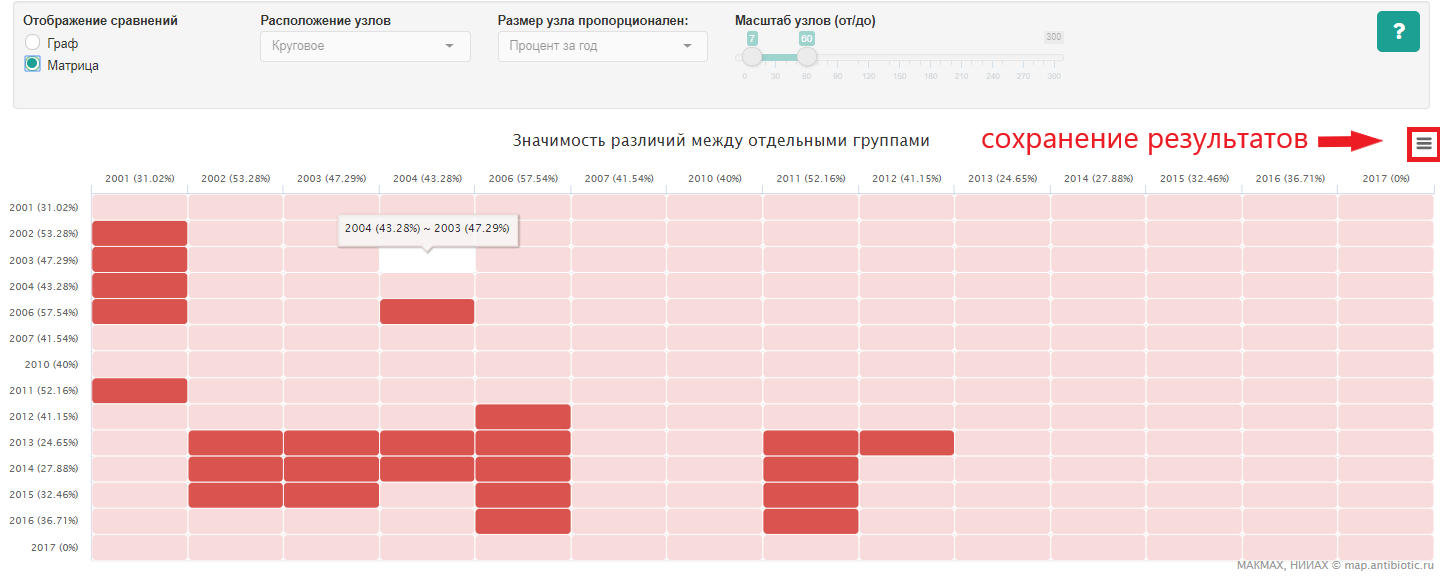 Отображение сравнений
Граф
Матрица
Расположение узлов
Круговое
Размер узла пропорционален:
Процент за год
Масштаб узлов (от/до)
7 60 300
0 30 60 90 120 150 180 210 240 270 300
?
Значимость различий между отдельными группами
сохранение результатов
2001 (31.02%) 2002 (53.28%) 2003 (47.29%) 2004 (43.28%) 2006 (57.54%) 2007 (41.54%) 2010 (40%) 2011 (52.16%) 2012 (41.15%) 2013 (24.65%) 2014 (27.88%) 2015 (32.46%) 2016 (36.71%) 2017 (0%)
2001 (31.02%)
2002 (53.28%)
2004 (43.28%) ~ 2003 (47.29%)
2003 (47.29%)
2004 (43.28%)
2006 (57.54%)
2007 (41.54%)
2010 (40%)
2011 (52.16%)
2012 (41.15%)
2013 (24.65%)
2014 (27.88%)
2015 (32.46%)
2016 (36.71%)
2017 (0%)
МАКМАХ, НИИАХ © map.antibiotic.ru